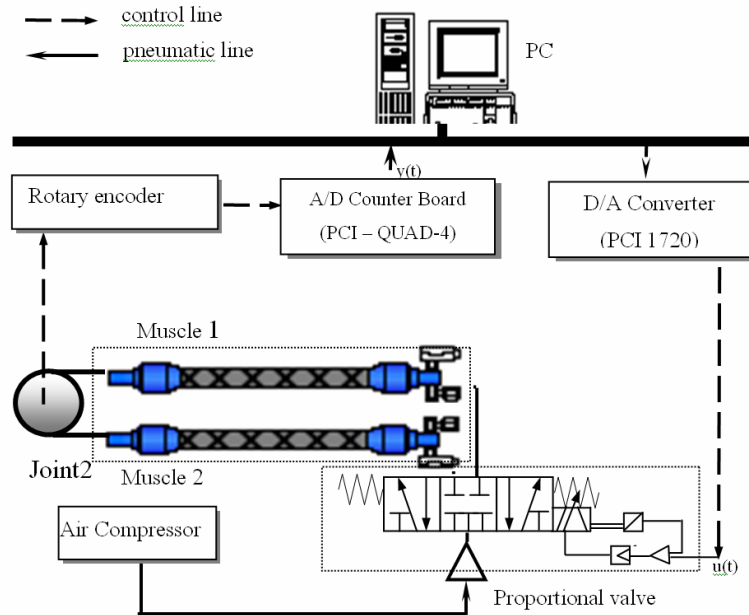 control line
pneumatic line
PC
y(t)
Rotary encoder
A/D Counter Board
(PCI – QUAD-4)
D/A Converter
(PCI 1720)
Muscle 1
Joint2
Muscle 2
Air Compressor
u(t)
Proportional valve